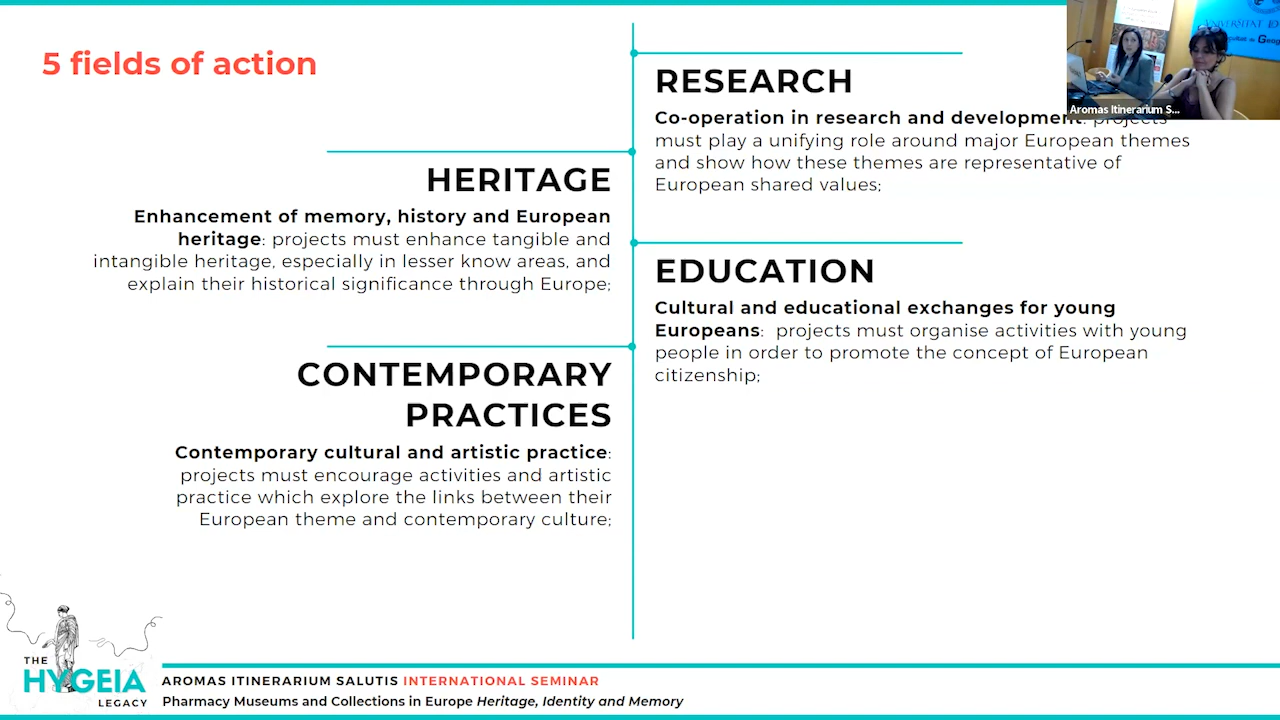 5 fields of action
RESEARCH
Co-operation in research and development: projects
must play a unifying role around major European themes
and show how these themes are representative of
European shared values;
HERITAGE
Enhancement of memory, history and European
heritage: projects must enhance tangible and
intangible heritage, especially in lesser know areas, and
explain their historical significance through Europe;
EDUCATION
Cultural and educational exchanges for young
Europeans: projects must organise activities with young
people in order to promote the concept of European
citizenship;
CONTEMPORARY
PRACTICES
Contemporary cultural and artistic practice:
projects must encourage activities and artistic
practice which explore the links between their
European theme and contemporary culture;
Aromas Itinerarium S...
UNIVERSITAT
THE
HYGEIA
LEGACY
AROMAS ITINERARIUM SALUTIS INTERNATIONAL SEMINAR
Pharmacy Museums and Collections in Europe Heritage, Identity and Memory